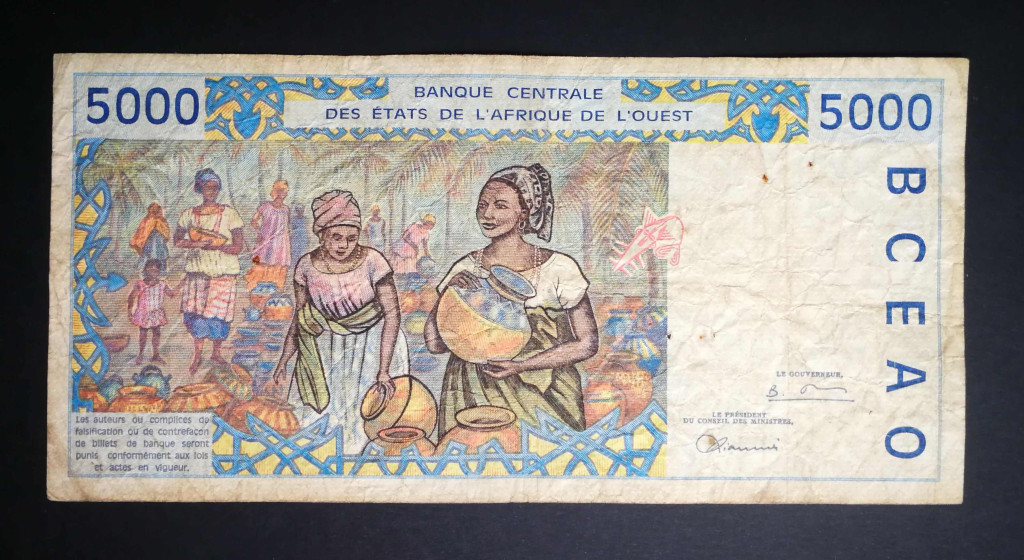 5000
BANQUE CENTRALE
DES ÉTATS DE L'AFRIQUE DE L'OUEST
5000
BCEAO
LE GOUVERNEUR,
LE PRÉSIDENT
DU CONSEIL DES MINISTRES,
Les auteurs ou complices de
falsification ou de contrefaçon
de billets de banque seront
punis conformément aux lois
et actes en vigueur.